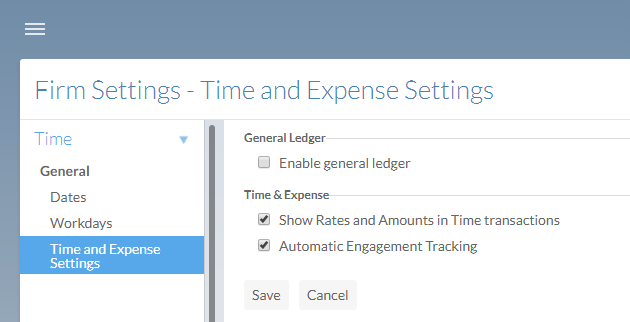 Firm Settings - Time and Expense Settings
Time
General
Dates
Workdays
Time and Expense
Settings
General Ledger
Enable general ledger
Time & Expense
Show Rates and Amounts in Time transactions
Automatic Engagement Tracking
Save
Cancel